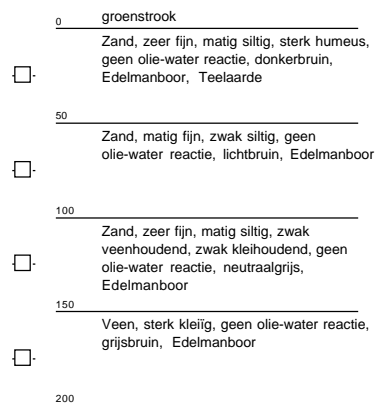 0 groenstrook
Zand, zeer fijn, matig siltig, sterk humeus,
geen olie-water reactie, donkerbruin,
Edelmanboor, Teelaarde
50
Zand, matig fijn, zwak siltig, geen
olie-water reactie, lichtbruin, Edelmanboor
100
Zand, zeer fijn, matig siltig, zwak
veenhoudend, zwak kleihoudend, geen
olie-water reactie, neutraalgrijs,
Edelmanboor
150
Veen, sterk kleiïg, geen olie-water reactie,
grijsbruin, Edelmanboor
200